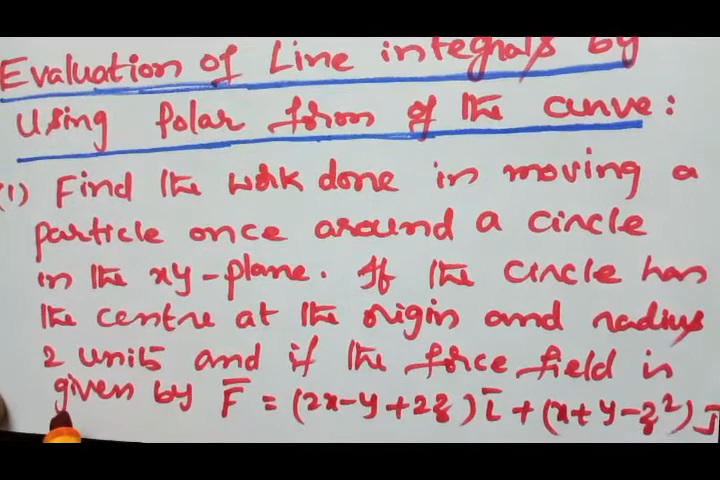 Evaluation of Line integrals by
Using Polar form of the curve:
(1) Find the work done in moving a
particle once around a circle
in the xy-plane. If the circle has
the centre at the origin and radius
2 units and if the force field is
given by F̅ = (2x-y+2z)i̅ + (x+y-z²)J